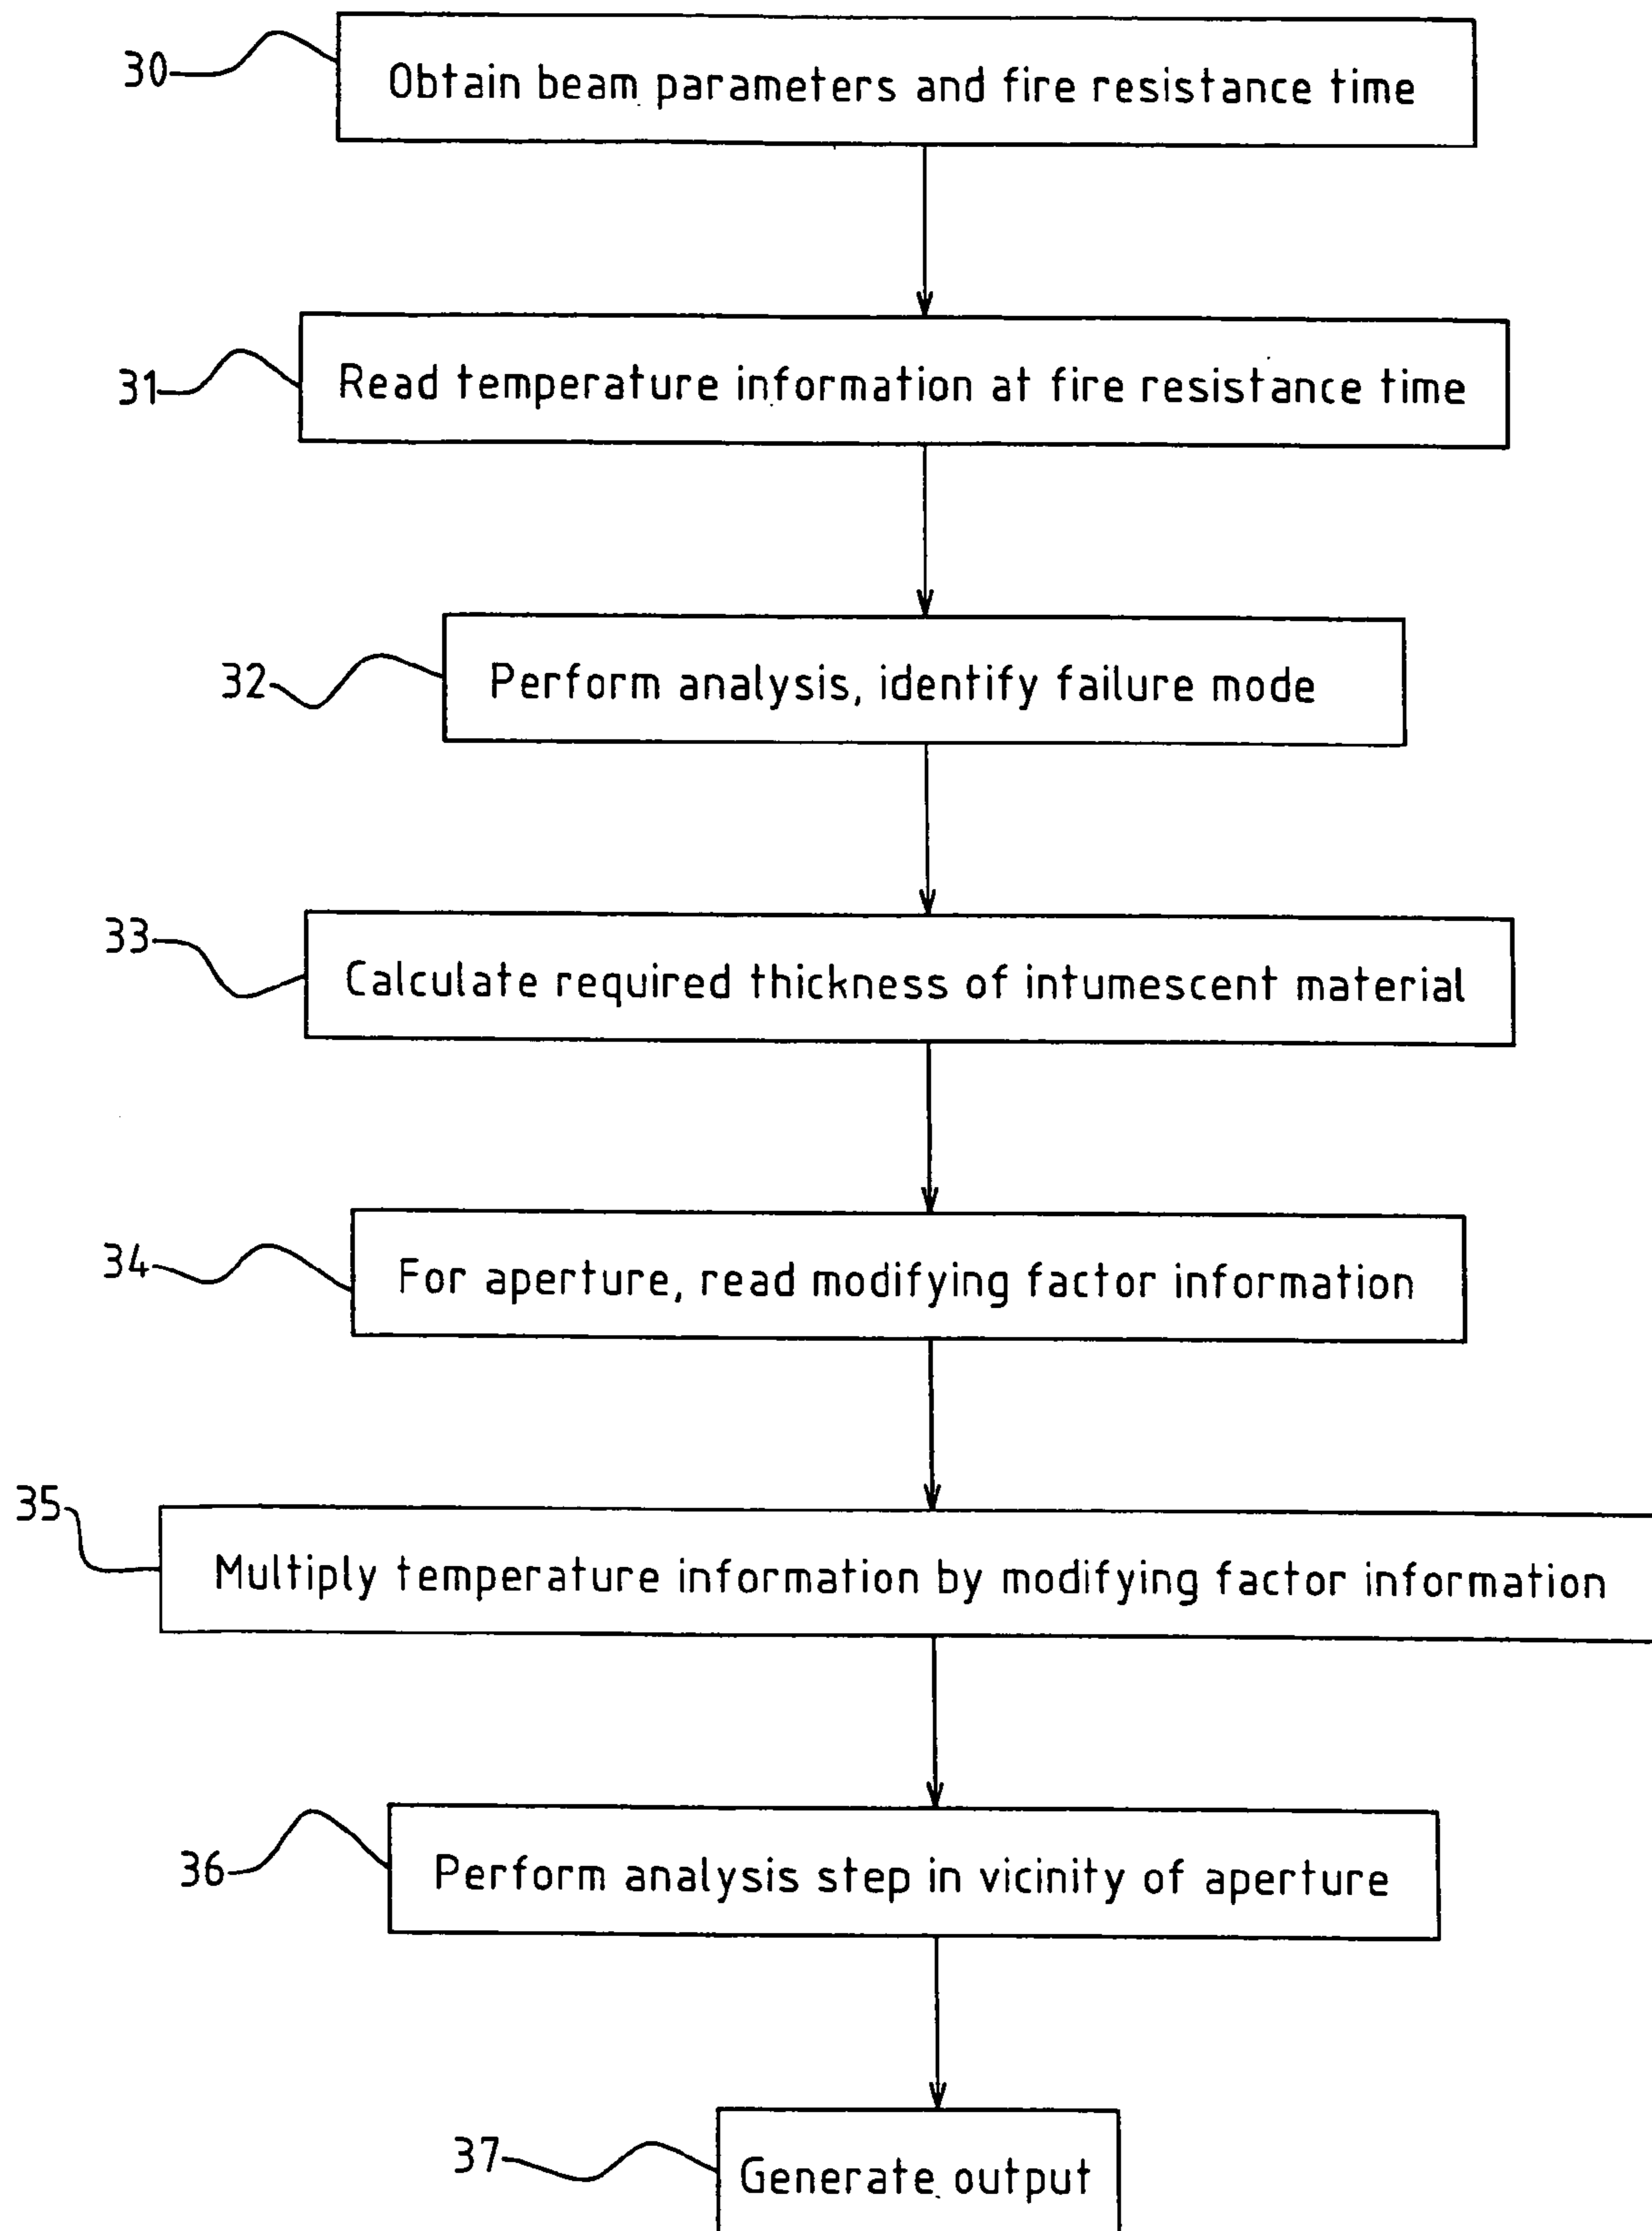 30
Obtain beam parameters and fire resistance time
31
Read temperature information at fire resistance time
32
Perform analysis, identify failure mode
33
Calculate required thickness of intumescent material
34
For aperture, read modifying factor information
35
Multiply temperature information by modifying factor information
36
Perform analysis step in vicinity of aperture
37
Generate output